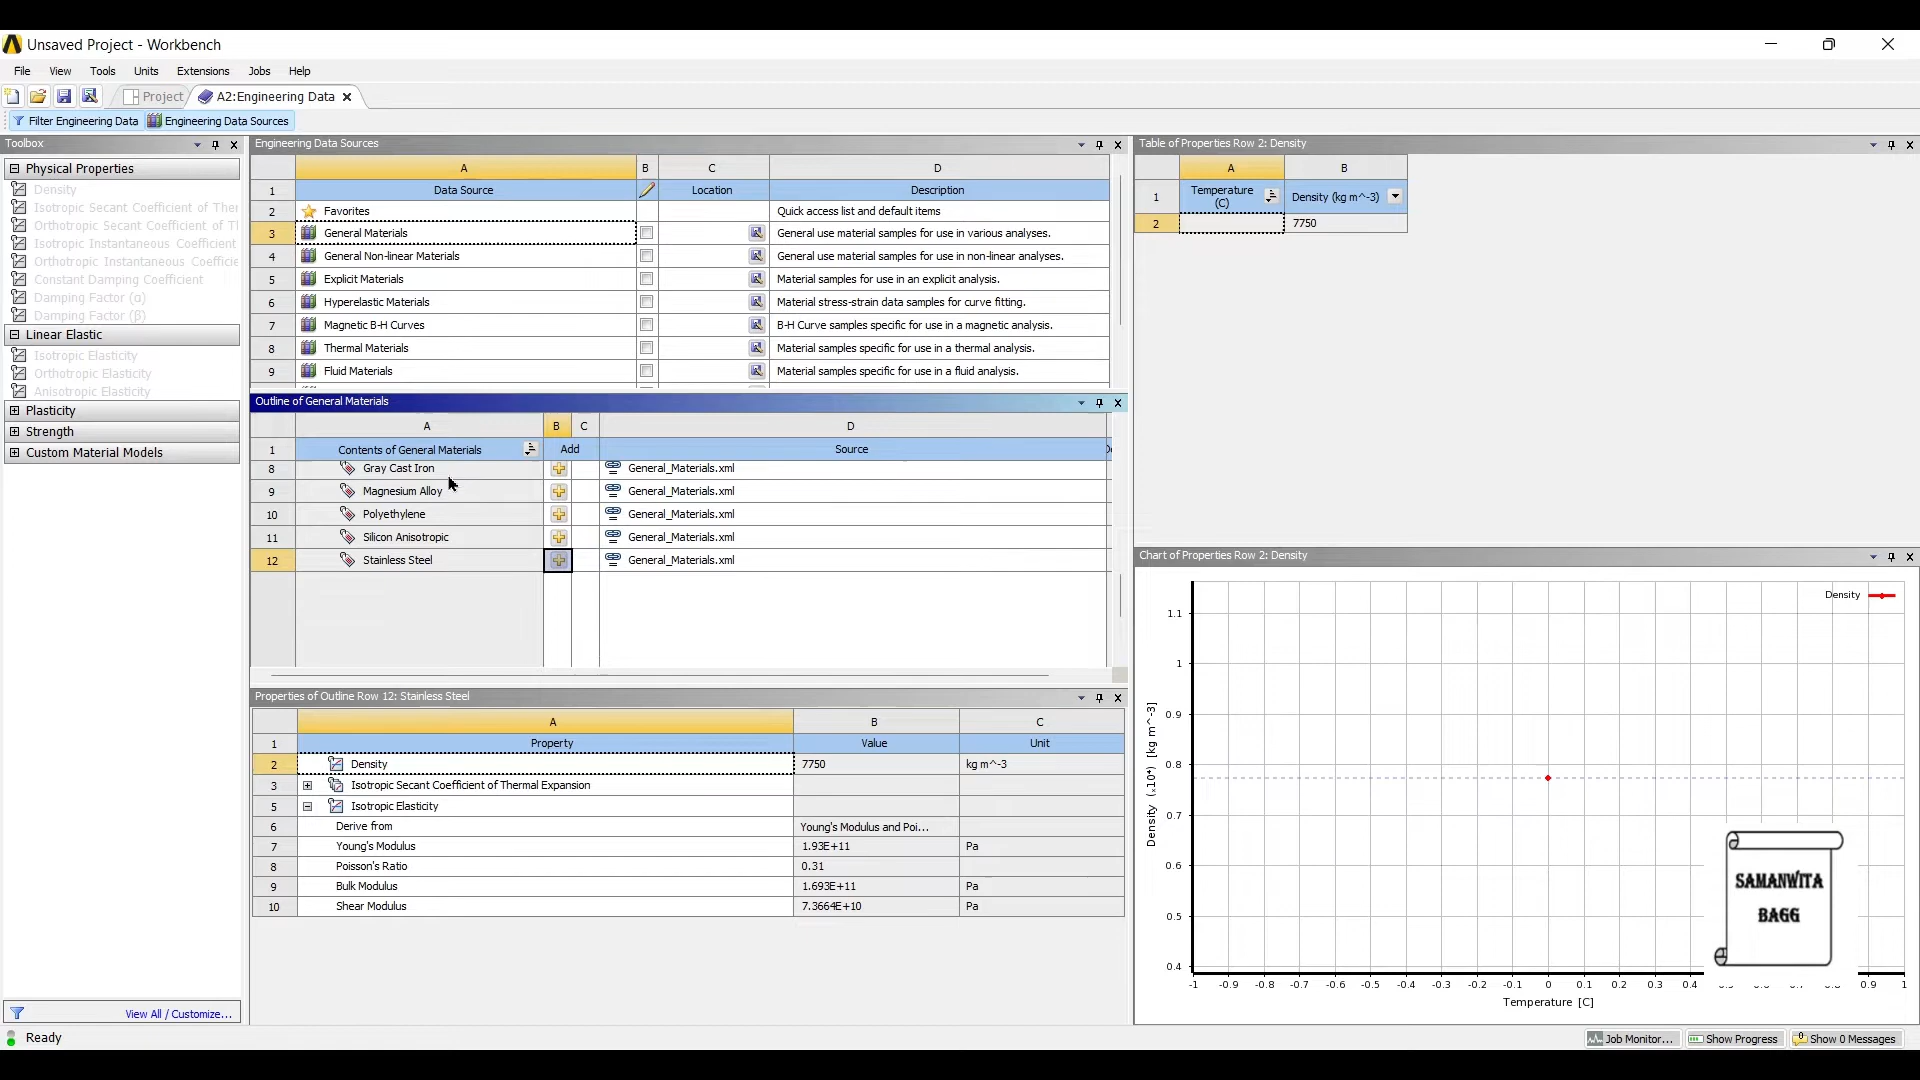 Unsaved Project - Workbench
File View Tools Units Extensions Jobs Help
Project A2:Engineering Data
Filter Engineering Data Engineering Data Sources
Toolbox
Physical Properties
Density
Isotropic Secant Coefficient of Ther
Orthotropic Secant Coefficient of T
Isotropic Instantaneous Coefficient
Orthotropic Instantaneous Coefficie
Constant Damping Coefficient
Damping Factor (α)
Damping Factor (β)
Linear Elastic
Isotropic Elasticity
Orthotropic Elasticity
Anisotropic Elasticity
Plasticity
Strength
Custom Material Models
View All / Customize...
Engineering Data Sources
A B C D
1 Data Source Location Description
2 Favorites Quick access list and default items
3 General Materials General use material samples for use in various analyses.
4 General Non-linear Materials General use material samples for use in non-linear analyses.
5 Explicit Materials Material samples for use in an explicit analysis.
6 Hyperelastic Materials Material stress-strain data samples for curve fitting.
7 Magnetic B-H Curves B-H Curve samples specific for use in a magnetic analysis.
8 Thermal Materials Material samples specific for use in a thermal analysis.
9 Fluid Materials Material samples specific for use in a fluid analysis.
Outline of General Materials
A B C D
1 Contents of General Materials Add Source
8 Gray Cast Iron General_Materials.xml
9 Magnesium Alloy General_Materials.xml
10 Polyethylene General_Materials.xml
11 Silicon Anisotropic General_Materials.xml
12 Stainless Steel General_Materials.xml
Properties of Outline Row 12: Stainless Steel
A B C
1 Property Value Unit
2 Density 7750 kg m^-3
3 Isotropic Secant Coefficient of Thermal Expansion
5 Isotropic Elasticity
6 Derive from Young's Modulus and Poi...
7 Young's Modulus 1.93E+11 Pa
8 Poisson's Ratio 0.31
9 Bulk Modulus 1.693E+11 Pa
10 Shear Modulus 7.3664E+10 Pa
Table of Properties Row 2: Density
A B
1 Temperature (C) Density (kg m^-3)
2 7750
Chart of Properties Row 2: Density
Density
1.1
1
0.9
0.8
0.7
0.6
0.5
0.4
Density (x10⁴) [kg m^-3]
-1 -0.9 -0.8 -0.7 -0.6 -0.5 -0.4 -0.3 -0.2 -0.1 0 0.1 0.2 0.3 0.4 0.9 1
Temperature [C]
SAMANWITA
BAGG
Ready
Job Monitor... Show Progress Show 0 Messages